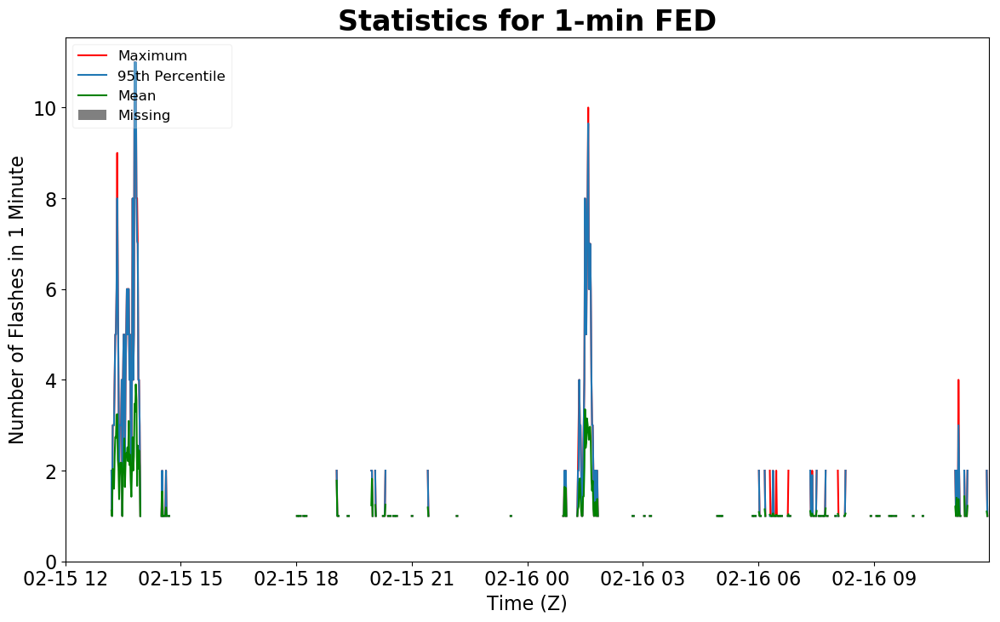 Statistics for 1-min FED
Maximum
95th Percentile
Mean
Missing
Number of Flashes in 1 Minute
10
8
6
4
2
0
02-15 12 02-15 15 02-15 18 02-15 21 02-16 00 02-16 03 02-16 06 02-16 09
Time (Z)